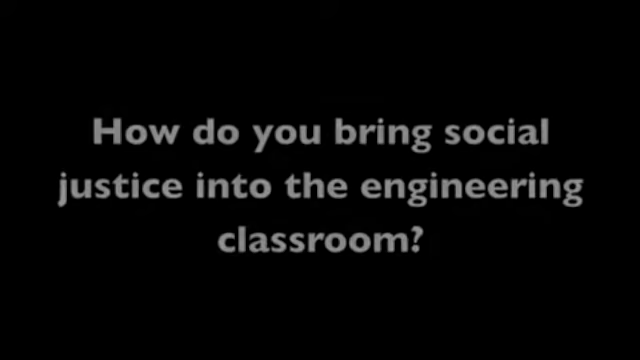 How do you bring social
justice into the engineering
classroom?